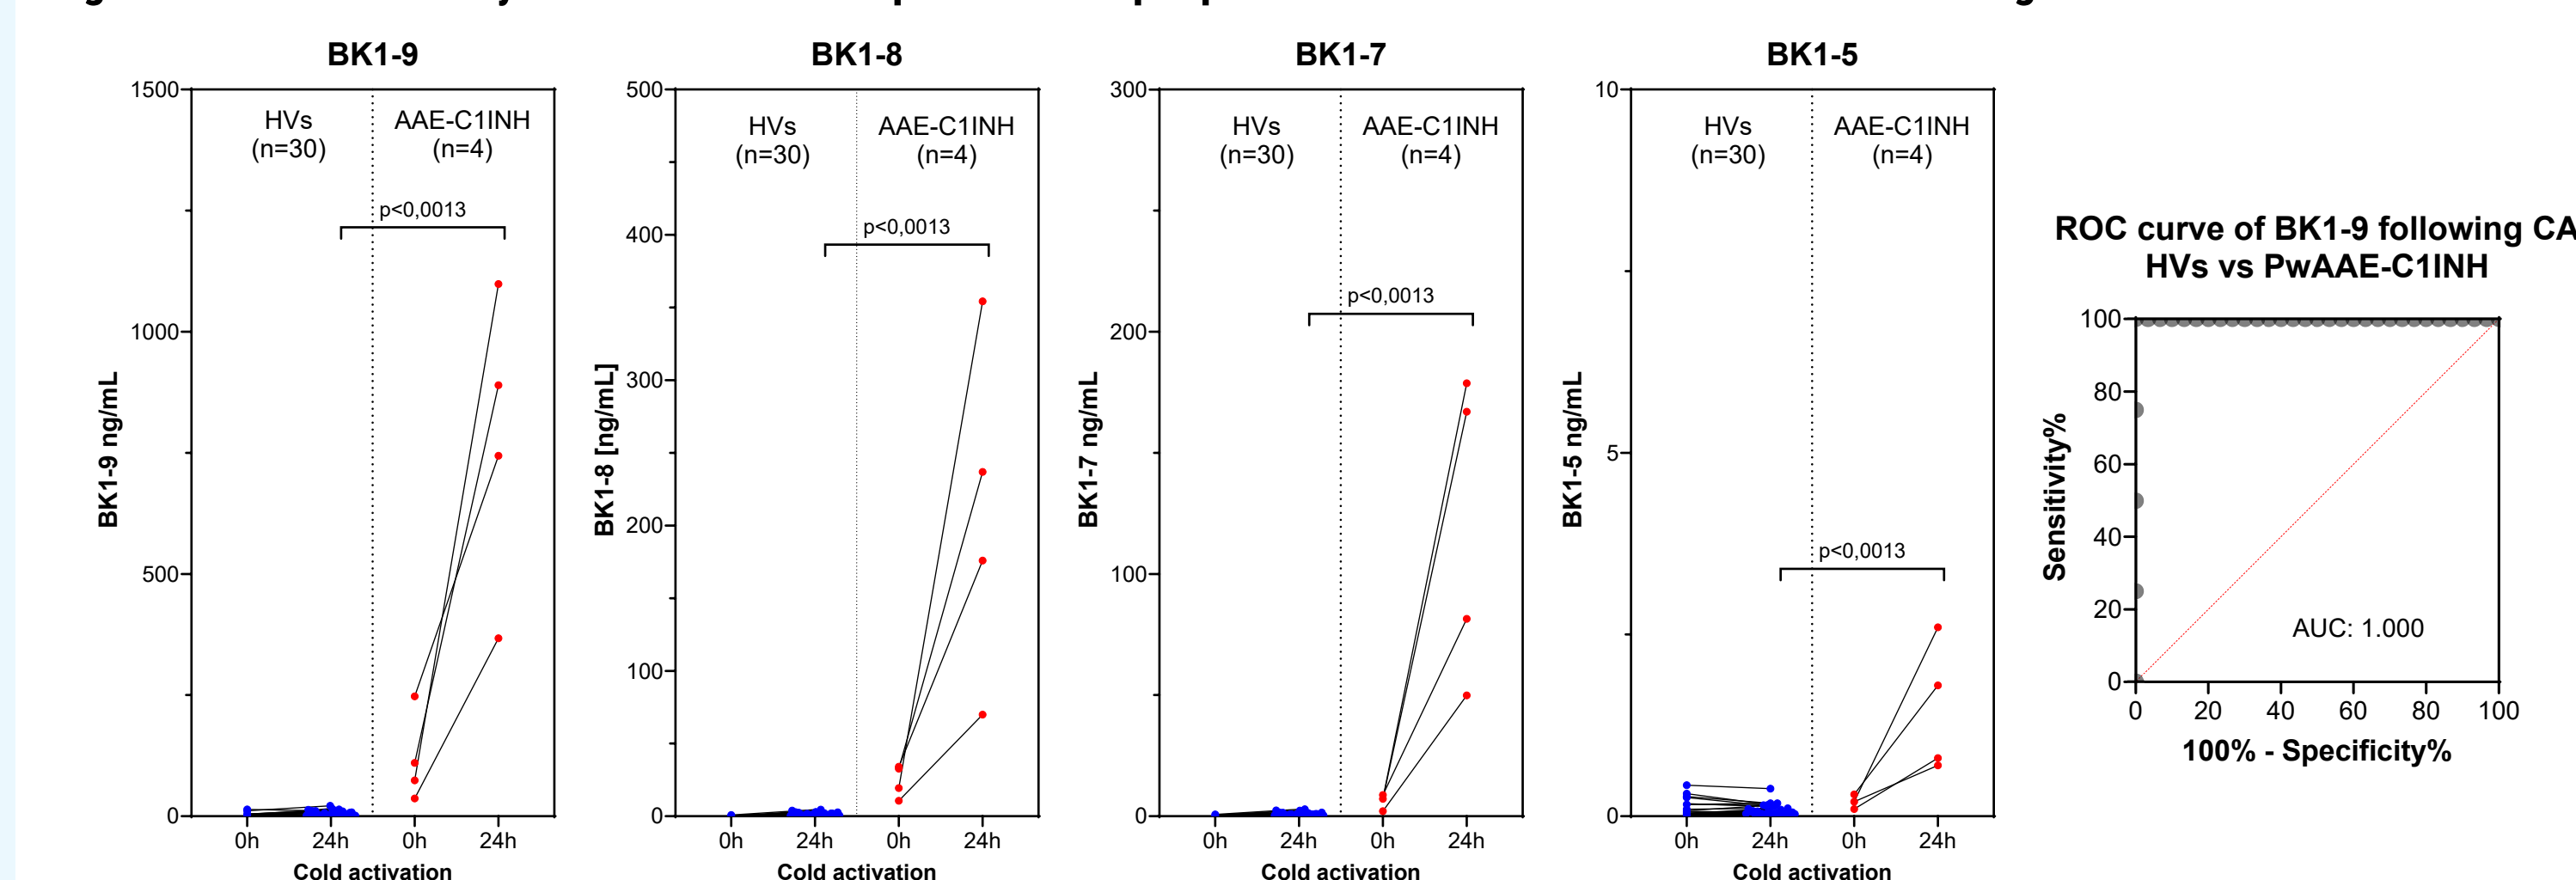 BK1-9
1500
1000
500
0
BK1-9 ng/mL
HVs
(n=30)
AAE-C1INH
(n=4)
p<0,0013
0h
24h
0h
24h
Cold activation
BK1-8
500
400
300
200
100
0
BK1-8 [ng/mL]
HVs
(n=30)
AAE-C1INH
(n=4)
p<0,0013
0h
24h
0h
24h
Cold activation
BK1-7
300
200
100
0
BK1-7 ng/mL
HVs
(n=30)
AAE-C1INH
(n=4)
p<0,0013
0h
24h
0h
24h
Cold activation
BK1-5
10
5
0
BK1-5 ng/mL
HVs
(n=30)
AAE-C1INH
(n=4)
p<0,0013
0h
24h
0h
24h
Cold activation
ROC curve of BK1-9 following CA
HVs vs PwAAE-C1INH
100
80
60
40
20
0
Sensitivity%
AUC: 1.000
0
20
40
60
80
100
100% - Specificity%